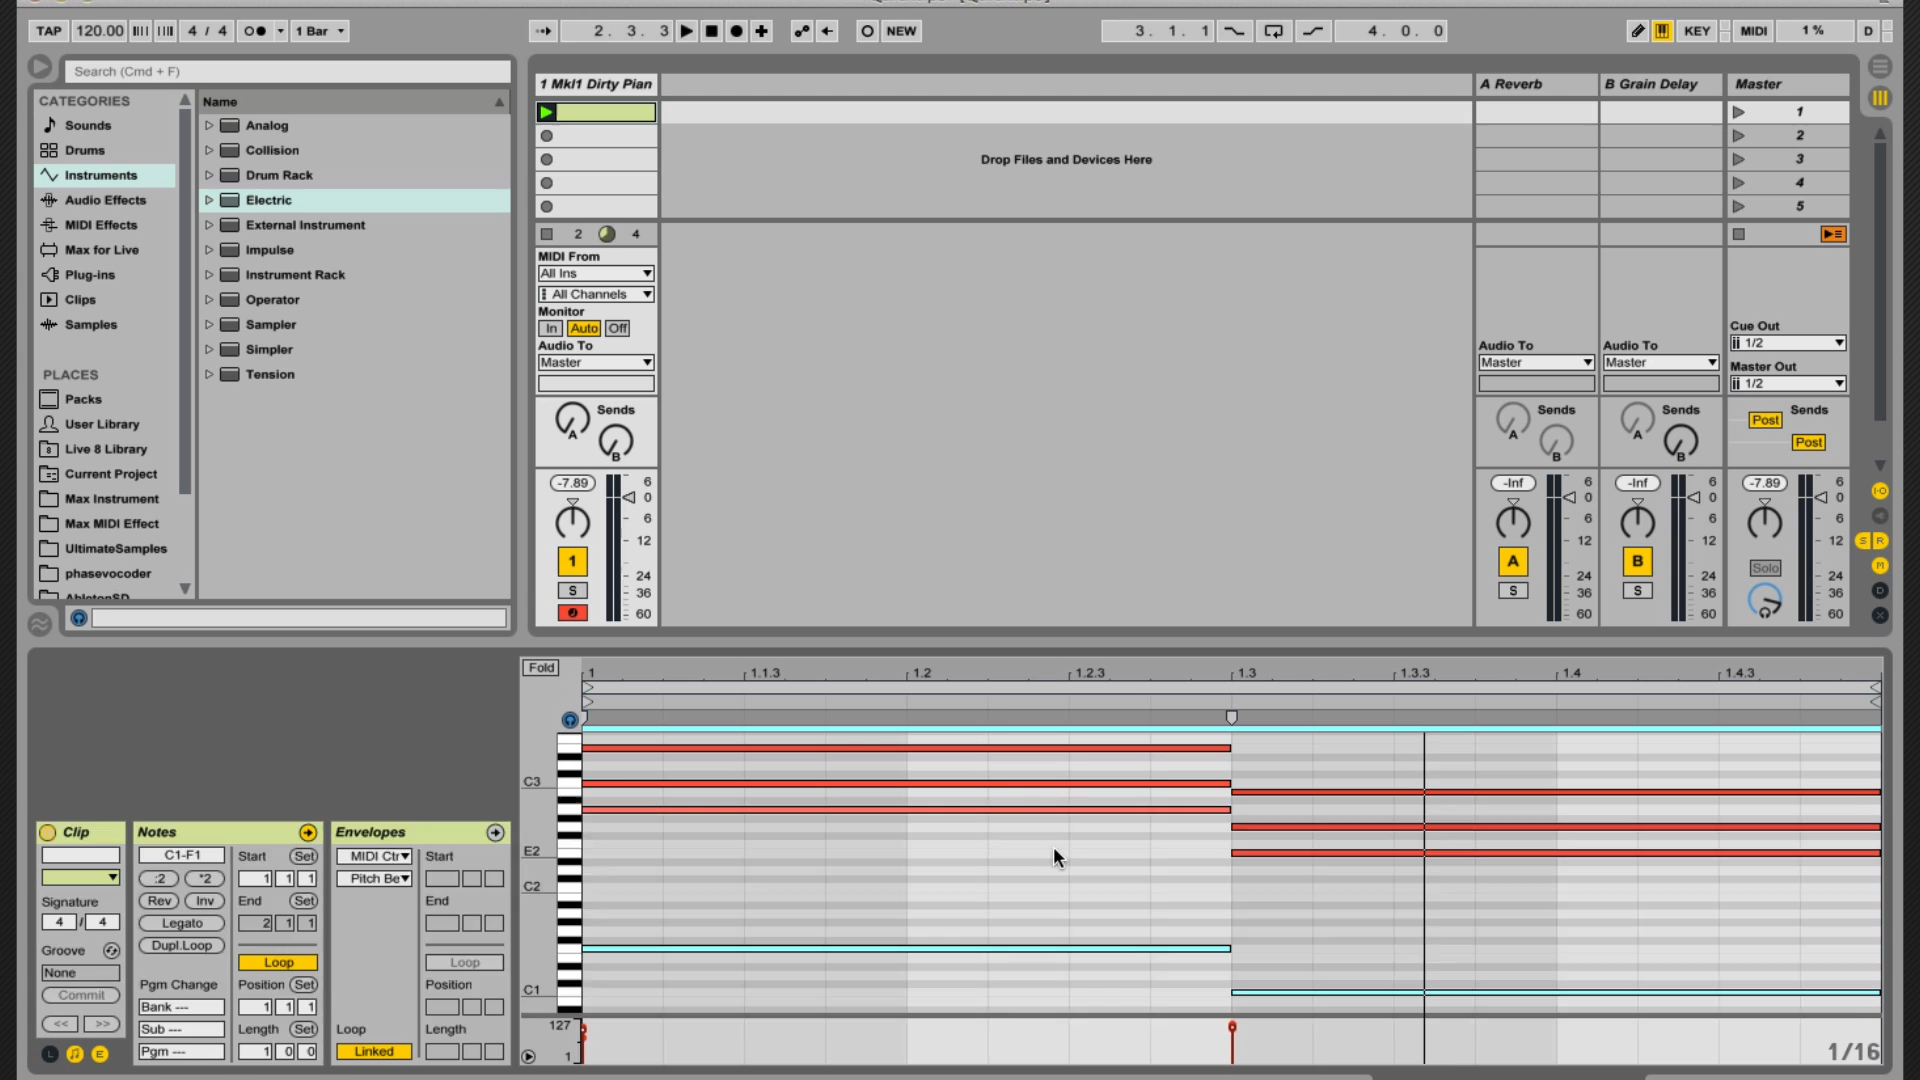 TAP 120.00 4 / 4 1 Bar 2. 3. 3 NEW 3. 1. 1 4. 0. 0 KEY MIDI 1 % D
Search (Cmd + F)
CATEGORIES
Sounds
Drums
Instruments
Audio Effects
MIDI Effects
Max for Live
Plug-ins
Clips
Samples
PLACES
Packs
User Library
Live 8 Library
Current Project
Max Instrument
Max MIDI Effect
UltimateSamples
phasevocoder
AbletonSD
Name
Analog
Collision
Drum Rack
Electric
External Instrument
Impulse
Instrument Rack
Operator
Sampler
Simpler
Tension
1 Mkl1 Dirty Pian
2 4
MIDI From
All Ins
All Channels
Monitor
In Auto Off
Audio To
Master
Sends
A
B
-7.89
6
0
6
12
24
36
60
1
S
Drop Files and Devices Here
A Reverb
Audio To
Master
Sends
A
B
-Inf
6
0
6
12
24
36
60
A
S
B Grain Delay
Audio To
Master
Sends
A
B
-Inf
6
0
6
12
24
36
60
B
S
Master
1
2
3
4
5
Cue Out
1/2
Master Out
1/2
Sends
Post
Post
-7.89
6
0
6
12
24
36
60
Solo
I-O
S R
M
D
X
Clip
Signature
4 / 4
Groove
None
Commit
<< >>
L E
Notes
C1-F1
:2 *2
Rev Inv
Legato
Dupl.Loop
Pgm Change
Bank ---
Sub ---
Pgm ---
Start Set
1 1 1
End Set
2 1 1
Loop
Position Set
1 1 1
Length Set
1 0 0
Envelopes
MIDI Ctr
Pitch Be
Loop
Linked
Start
End
Loop
Position
Length
Fold
1 1.1.3 1.2 1.2.3 1.3 1.3.3 1.4 1.4.3
C3
E2
C2
C1
127
1
1/16